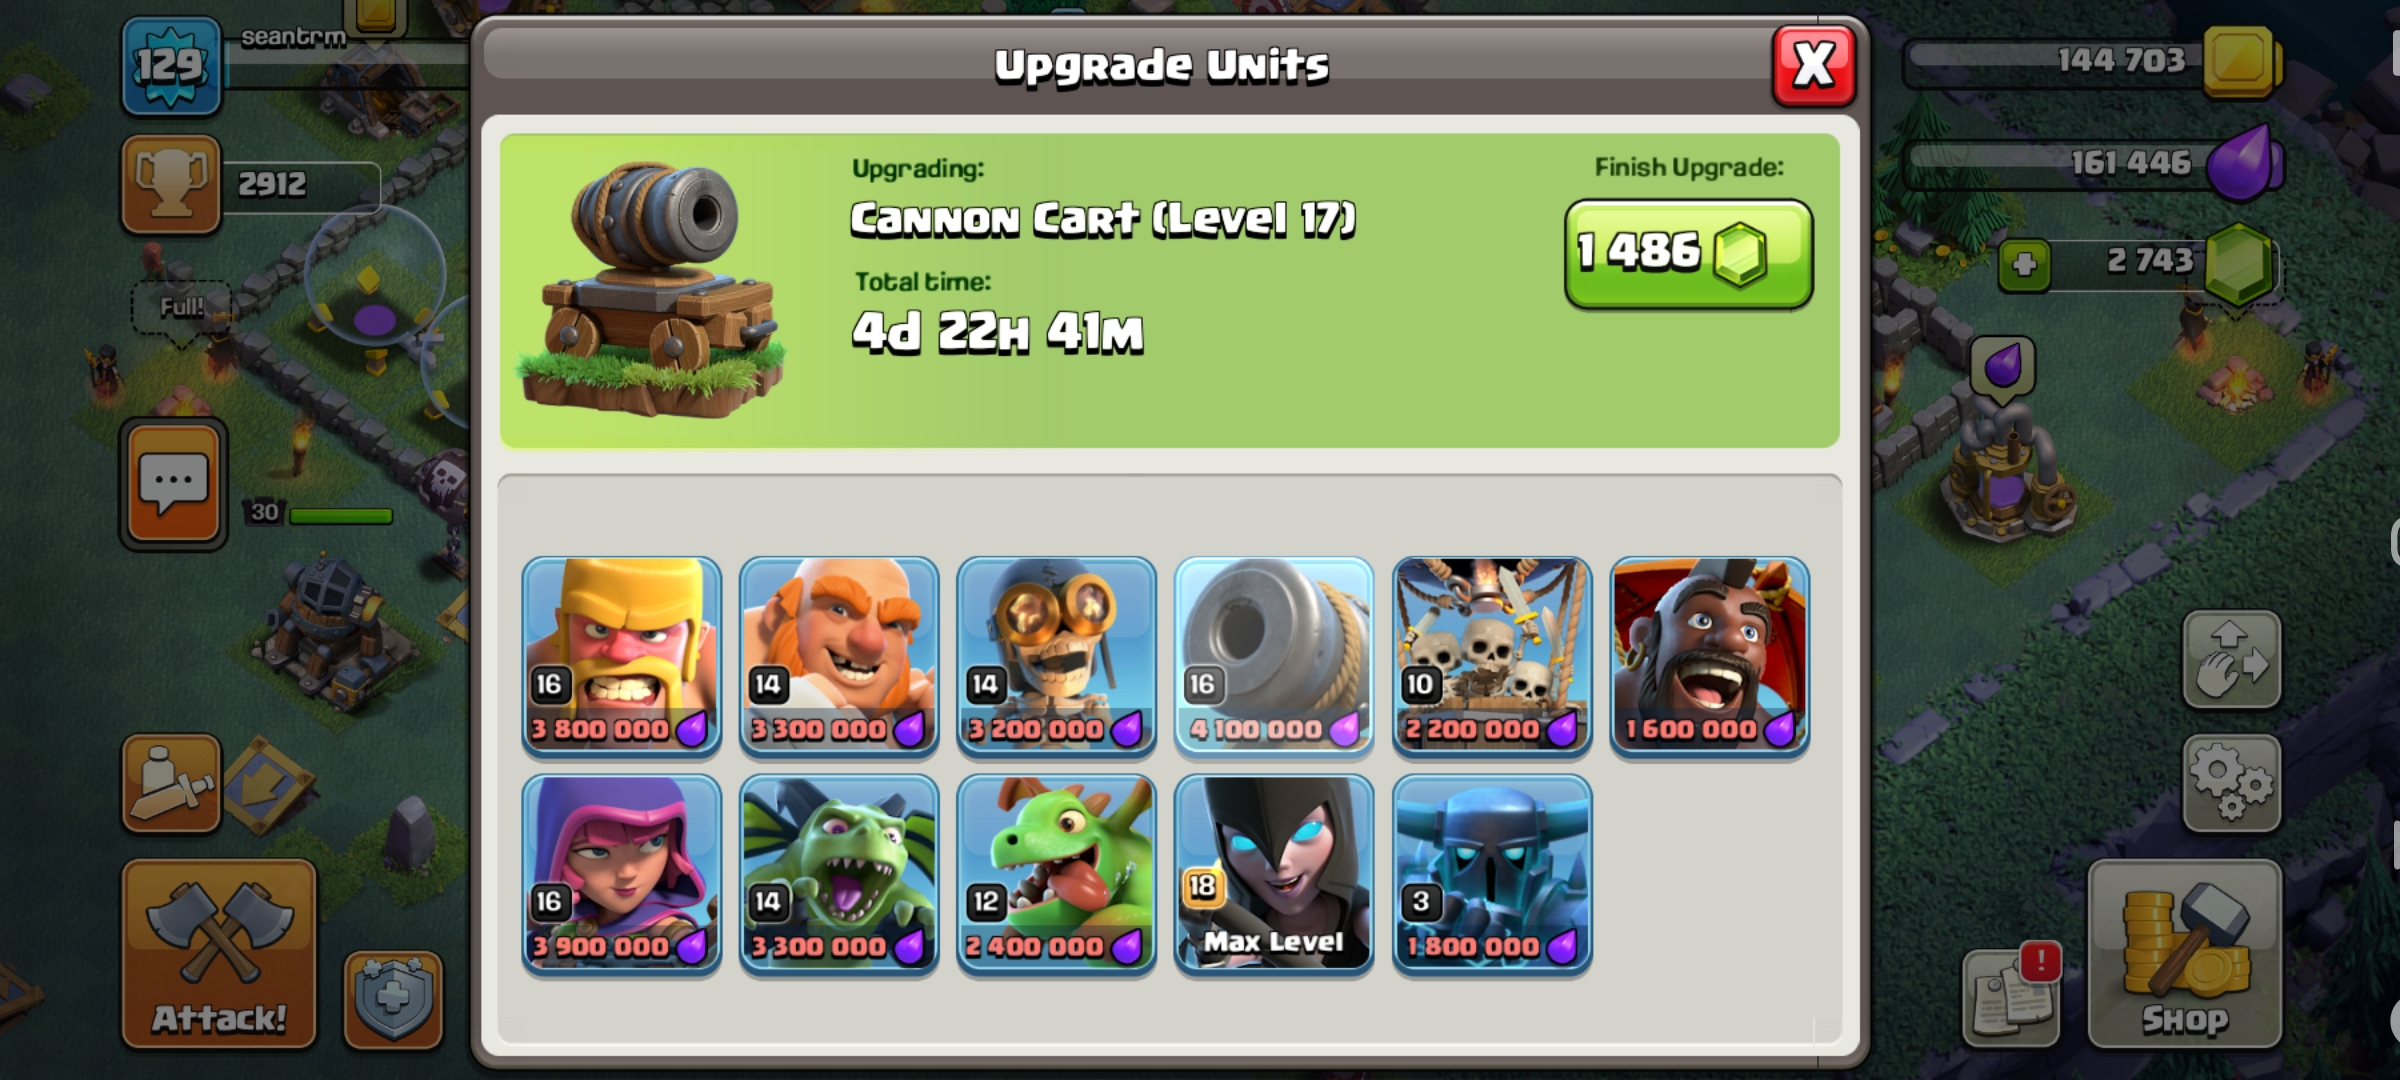 129
seantrm
Upgrade Units
X
144 703
2912
Upgrading:
Cannon Cart (Level 17)
Finish Upgrade:
1 486
161 446
Total time:
4d 22H 41M
2 743
Full!
30
16
3 800 000
14
3 300 000
14
3 200 000
16
4 100 000
10
2 200 000
1 600 000
16
3 900 000
14
3 300 000
12
2 400 000
18
Max Level
3
1 800 000
Attack!
!
Shop